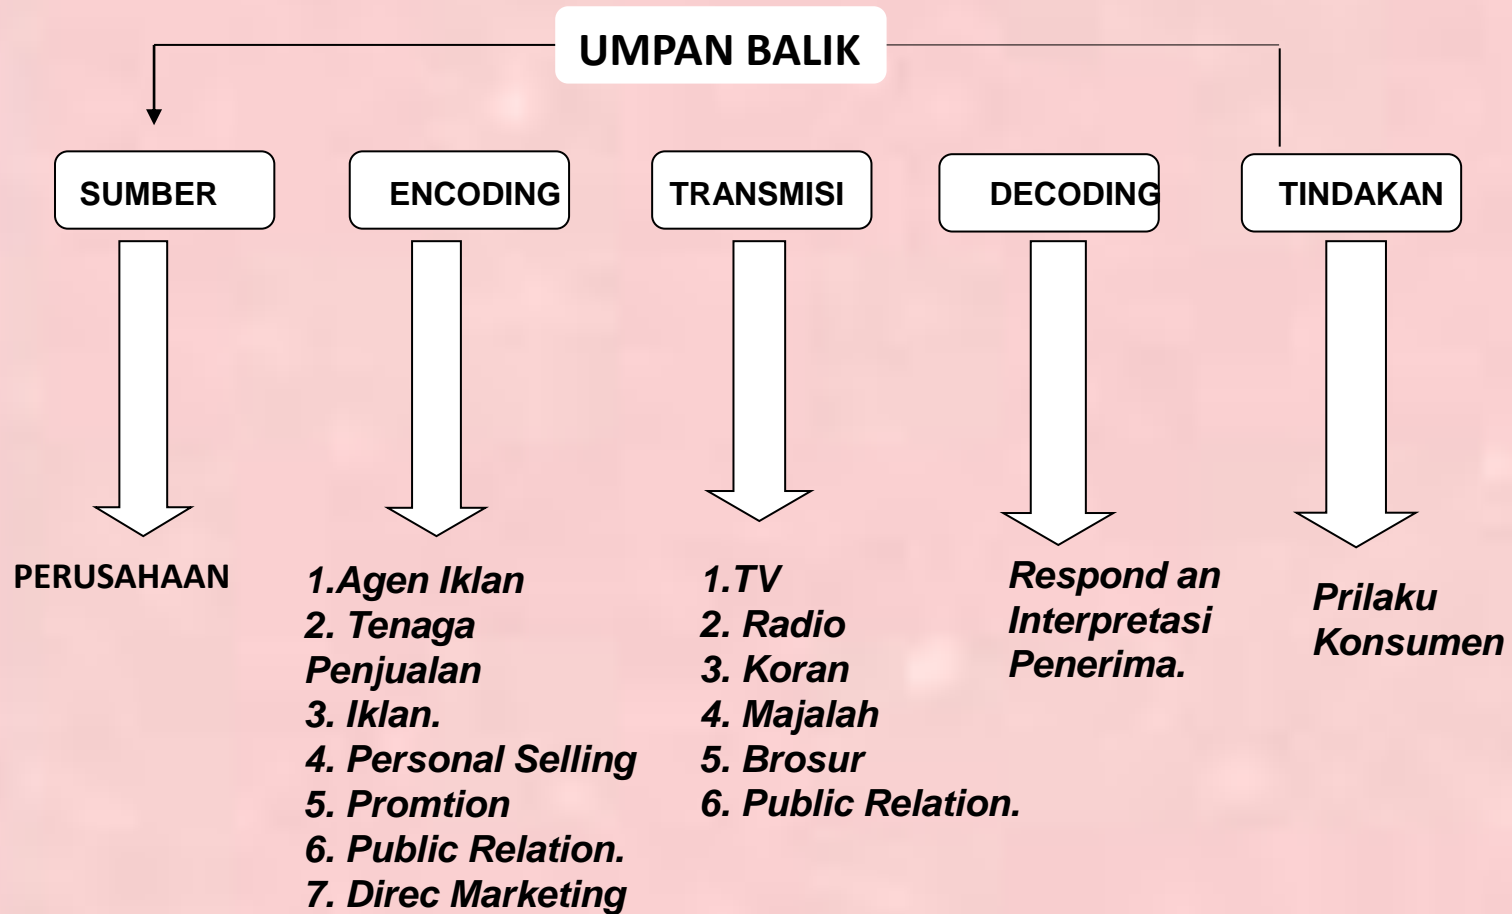 UMPAN BALIK
SUMBER
ENCODING
TRANSMISI
DECODING
TINDAKAN
PERUSAHAAN
1.Agen Iklan
2. Tenaga
Penjualan
3. Iklan.
4. Personal Selling
5. Promtion
6. Public Relation.
7. Direc Marketing
1.TV
2. Radio
3. Koran
4. Majalah
5. Brosur
6. Public Relation.
Respond an
Interpretasi
Penerima.
Prilaku
Konsumen